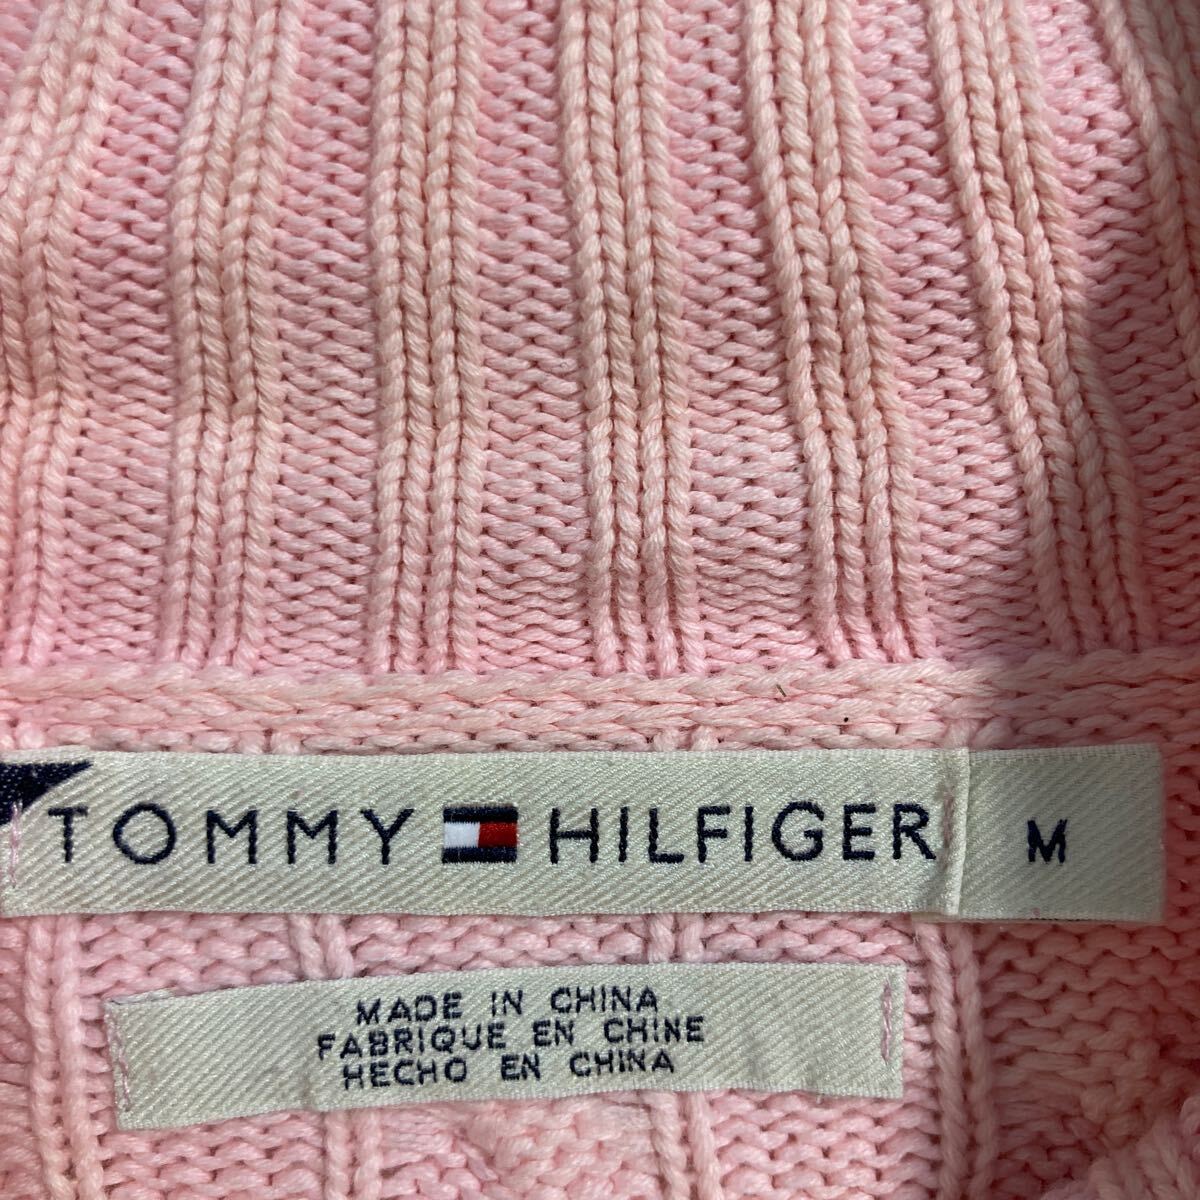 TOMMY HILFIGER M
MADE IN CHINA
FABRIQUE EN CHINE
HECHO EN CHINA